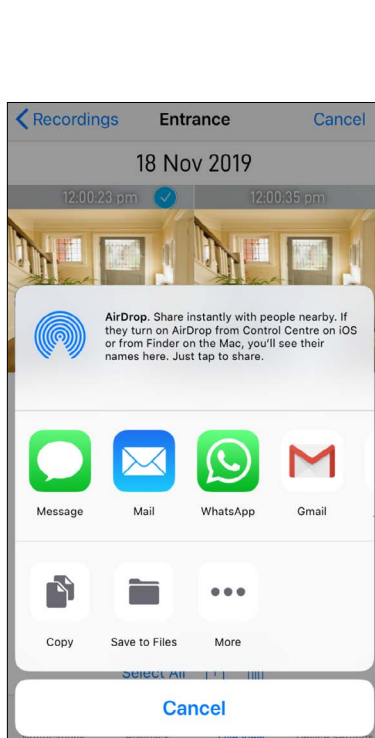 Recordings Entrance Cancel
18 Nov 2019
12:00:23 pm 12:00:35 pm
AirDrop. Share instantly with people nearby. If
they turn on AirDrop from Control Centre on iOS
or from Finder on the Mac, you'll see their
names here. Just tap to share.
Message Mail WhatsApp Gmail
Copy Save to Files More
Select All
Cancel